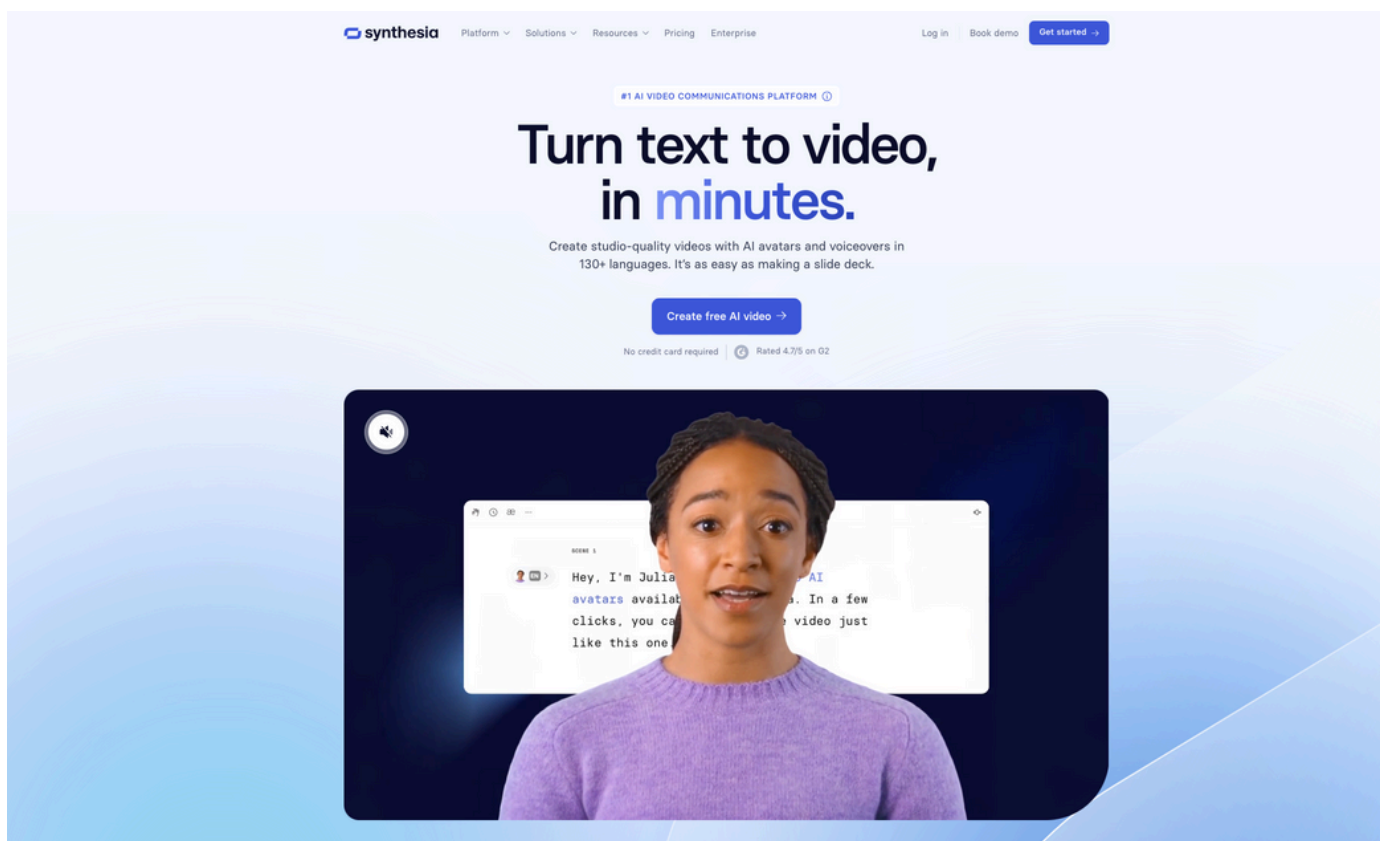 synthesia
Platform
Solutions
Resources
Pricing
Enterprise
Log in
Book demo
Get started →
#1 AI VIDEO COMMUNICATIONS PLATFORM
Turn text to video,
in minutes.
Create studio-quality videos with AI avatars and voiceovers in
130+ languages. It's as easy as making a slide deck.
Create free AI video →
No credit card required
Rated 4.7/5 on G2
SCENE 1
EN
Hey, I'm Julia AI
avatars availab . In a few
clicks, you ca video just
like this one